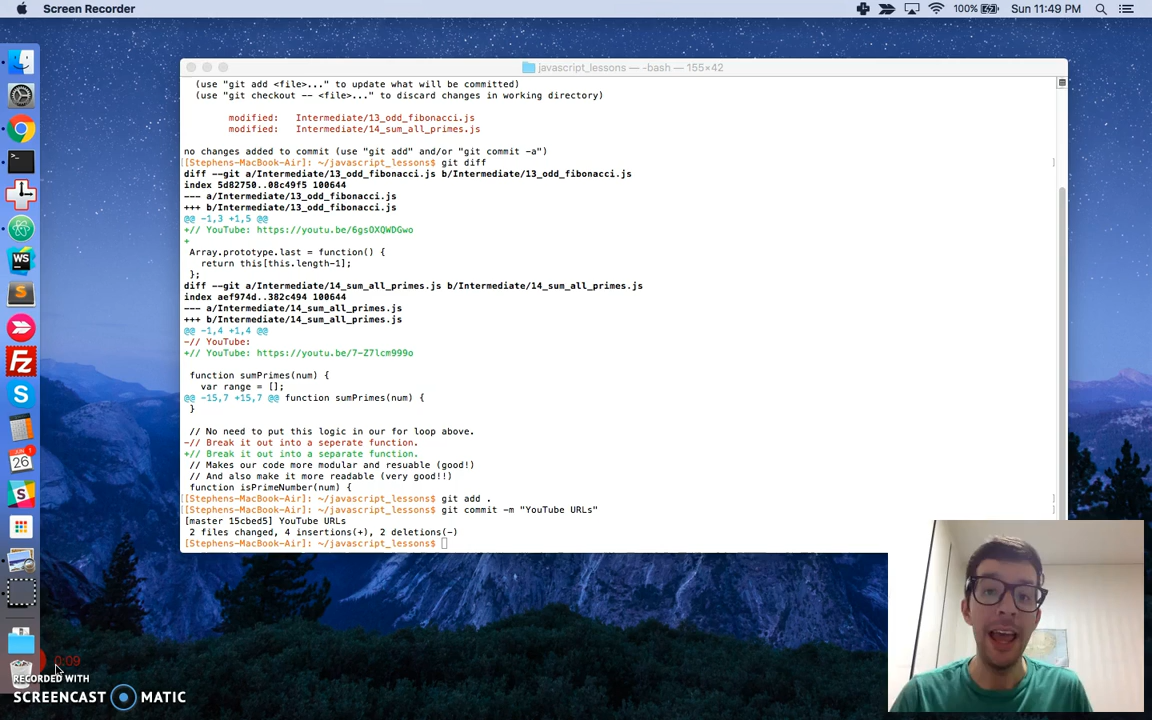 Screen Recorder
100%
Sun 11:49 PM
javascript_lessons — -bash — 155×42
(use "git add <file>..." to update what will be committed)
(use "git checkout -- <file>..." to discard changes in working directory)
modified:   Intermediate/13_odd_fibonacci.js
modified:   Intermediate/14_sum_all_primes.js
no changes added to commit (use "git add" and/or "git commit -a")
[Stephens-MacBook-Air]: ~/javascript_lessons$ git diff
diff --git a/Intermediate/13_odd_fibonacci.js b/Intermediate/13_odd_fibonacci.js
index 5d82750..08c49f5 100644
--- a/Intermediate/13_odd_fibonacci.js
+++ b/Intermediate/13_odd_fibonacci.js
@@ -1,3 +1,5 @@
+// YouTube: https://youtu.be/6gsOXQWDGwo
+
Array.prototype.last = function() {
return this[this.length-1];
};
diff --git a/Intermediate/14_sum_all_primes.js b/Intermediate/14_sum_all_primes.js
index aef974d..382c494 100644
--- a/Intermediate/14_sum_all_primes.js
+++ b/Intermediate/14_sum_all_primes.js
@@ -1,4 +1,4 @@
-// YouTube:
+// YouTube: https://youtu.be/7-Z7lcm999o
function sumPrimes(num) {
var range = [];
@@ -15,7 +15,7 @@ function sumPrimes(num) {
}
// No need to put this logic in our for loop above.
-// Break it out into a seperate function.
+// Break it out into a separate function.
// Makes our code more modular and resuable (good!)
// And also make it more readable (very good!!)
function isPrimeNumber(num) {
[Stephens-MacBook-Air]: ~/javascript_lessons$ git add .
[Stephens-MacBook-Air]: ~/javascript_lessons$ git commit -m "YouTube URLs"
[master 15cbed5] YouTube URLs
2 files changed, 4 insertions(+), 2 deletions(-)
[Stephens-MacBook-Air]: ~/javascript_lessons$
WS
S
FZ
S
26
S
0:09
RECORDED WITH
SCREENCAST MATIC